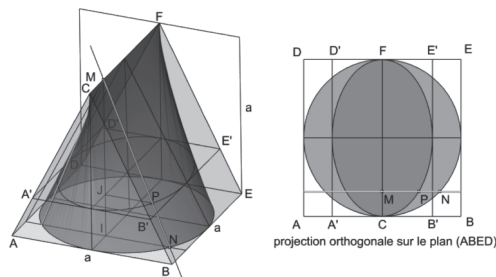 F
M
C
D'
a
D
E'
A'
J
P
E
B'
I
N
a
A
a
B
D D' F E' E
M P N
A A' C B' B
projection orthogonale sur le plan (ABED)